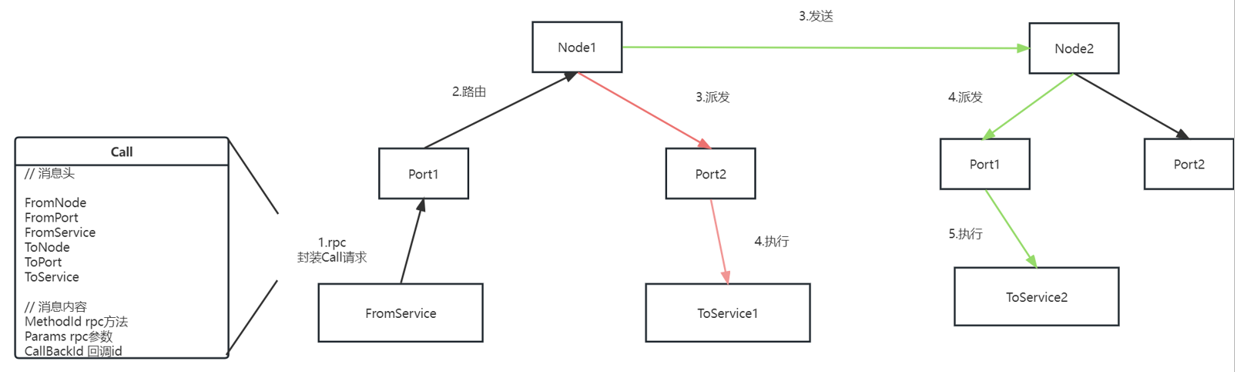 3.发送
Node1
Node2
2.路由
3.派发
4.派发
Call
// 消息头
FromNode
FromPort
FromService
ToNode
ToPort
ToService
// 消息内容
MethodId rpc方法
Params rpc参数
CallBackId 回调id
Port1
Port2
Port1
Port2
1.rpc
封装Call请求
4.执行
5.执行
FromService
ToService1
ToService2